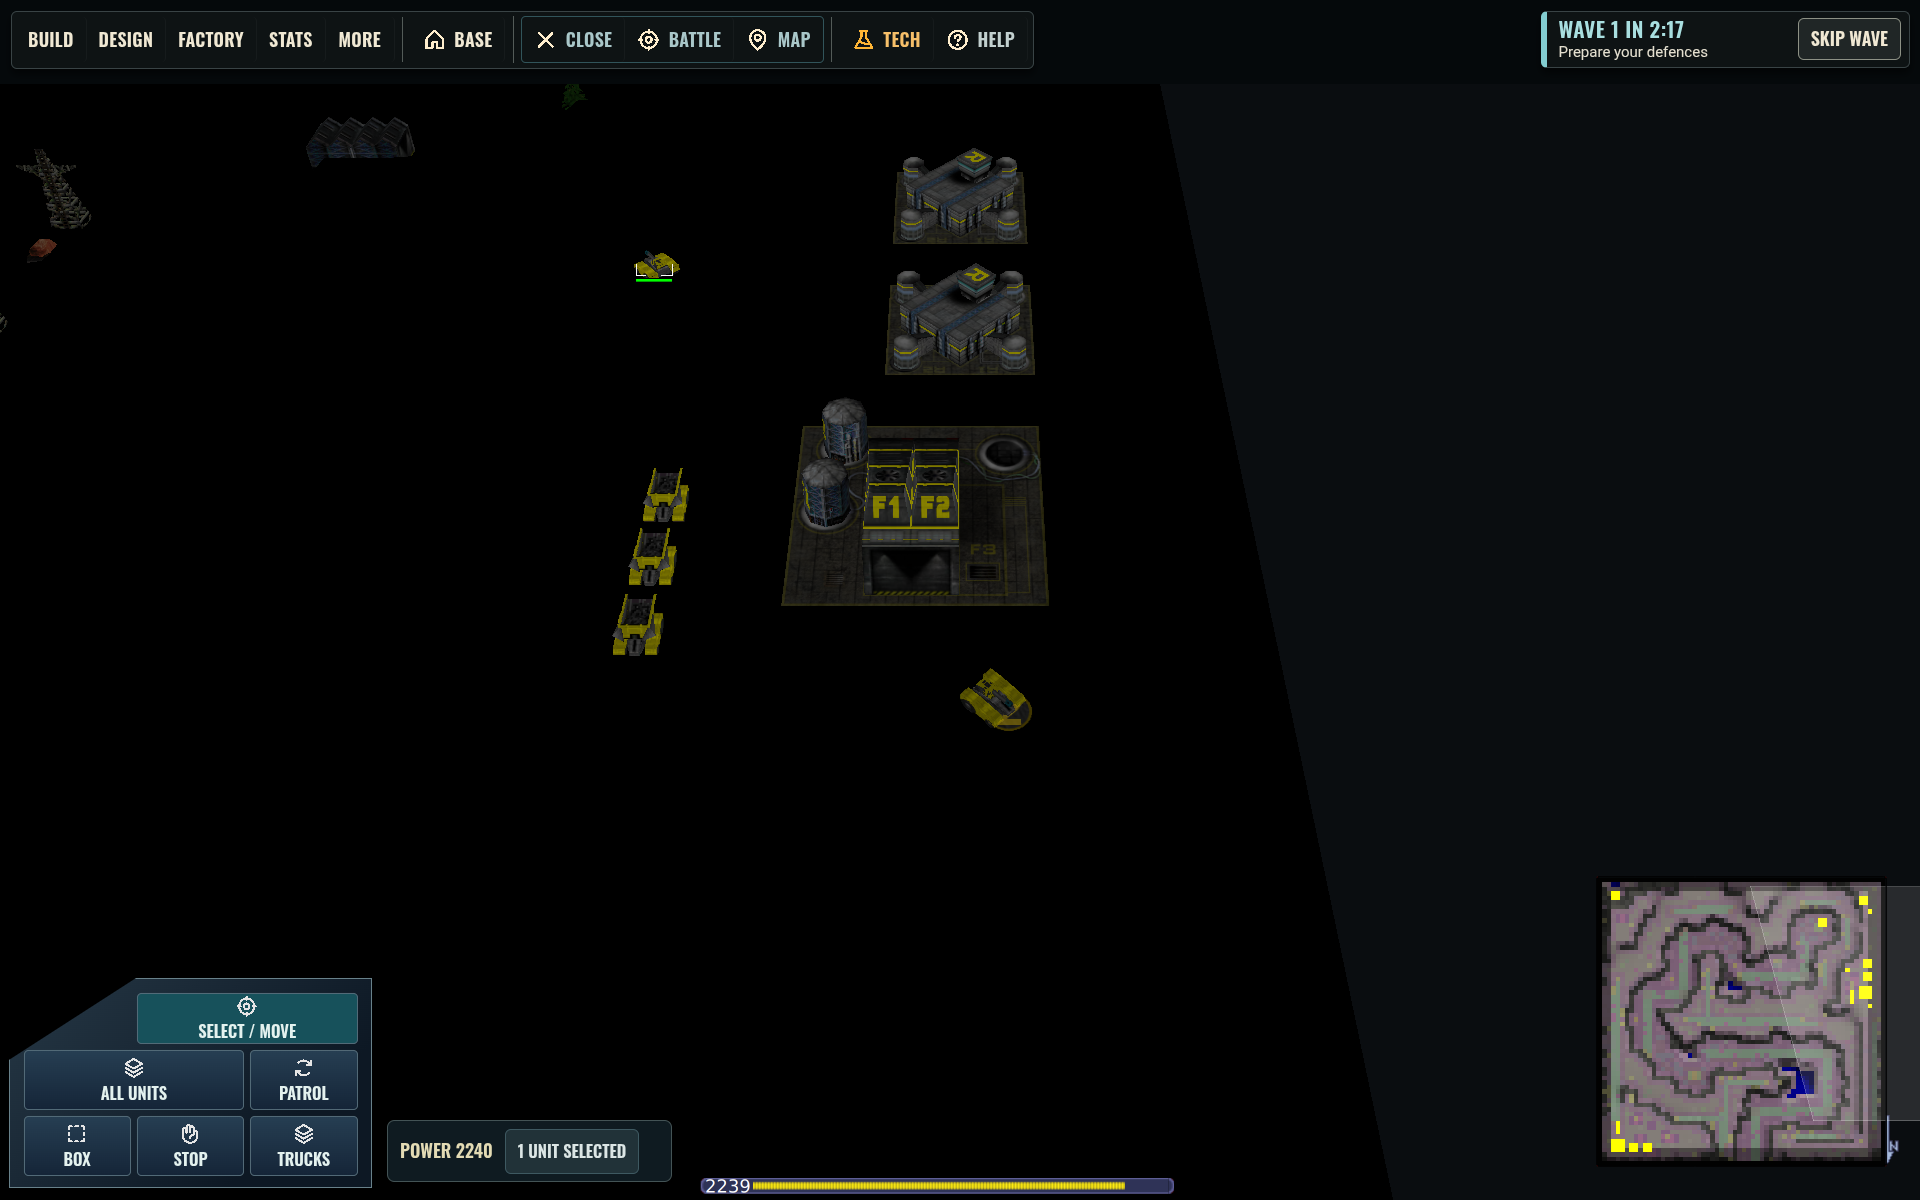 BUILD
DESIGN
FACTORY
STATS
MORE
BASE
CLOSE
BATTLE
MAP
TECH
HELP
WAVE 1 IN 2:17
Prepare your defences
SKIP WAVE
R
R
F1 F2
F3
SELECT / MOVE
ALL UNITS
PATROL
BOX
STOP
TRUCKS
POWER 2240
1 UNIT SELECTED
2239
N